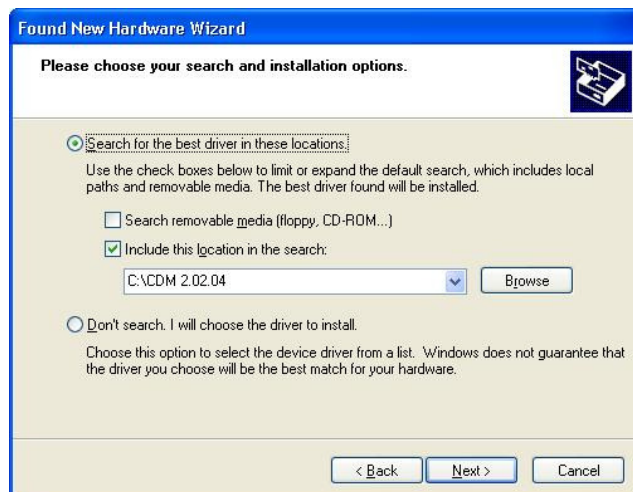 Found New Hardware Wizard
Please choose your search and installation options.
Search for the best driver in these locations.
Use the check boxes below to limit or expand the default search, which includes local
paths and removable media. The best driver found will be installed.
Search removable media (floppy, CD-ROM...)
Include this location in the search:
C:\CDM 2.02.04
Browse
Don't search. I will choose the driver to install.
Choose this option to select the device driver from a list. Windows does not guarantee that
the driver you choose will be the best match for your hardware.
< Back
Next >
Cancel